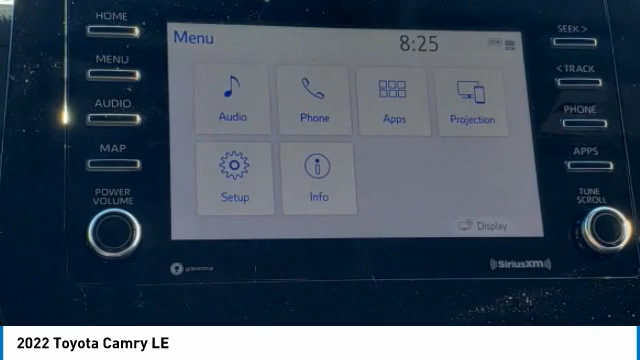 HOME
MENU
AUDIO
MAP
POWER
VOLUME
Menu
8:25
Audio
Phone
Apps
Projection
Setup
Info
Display
SEEK >
< TRACK
PHONE
APPS
TUNE
SCROLL
gracenote
((SiriusXM))
2022 Toyota Camry LE